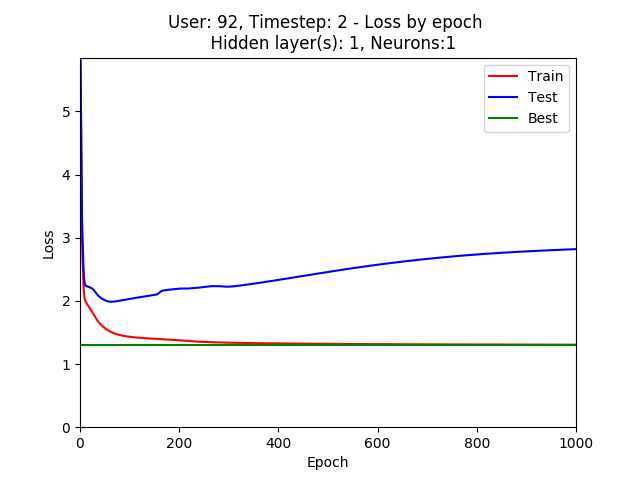 User: 92, Timestep: 2 - Loss by epoch
Hidden layer(s): 1, Neurons:1
Train
Test
Best
5
4
3
2
1
0
Loss
0 200 400 600 800 1000
Epoch